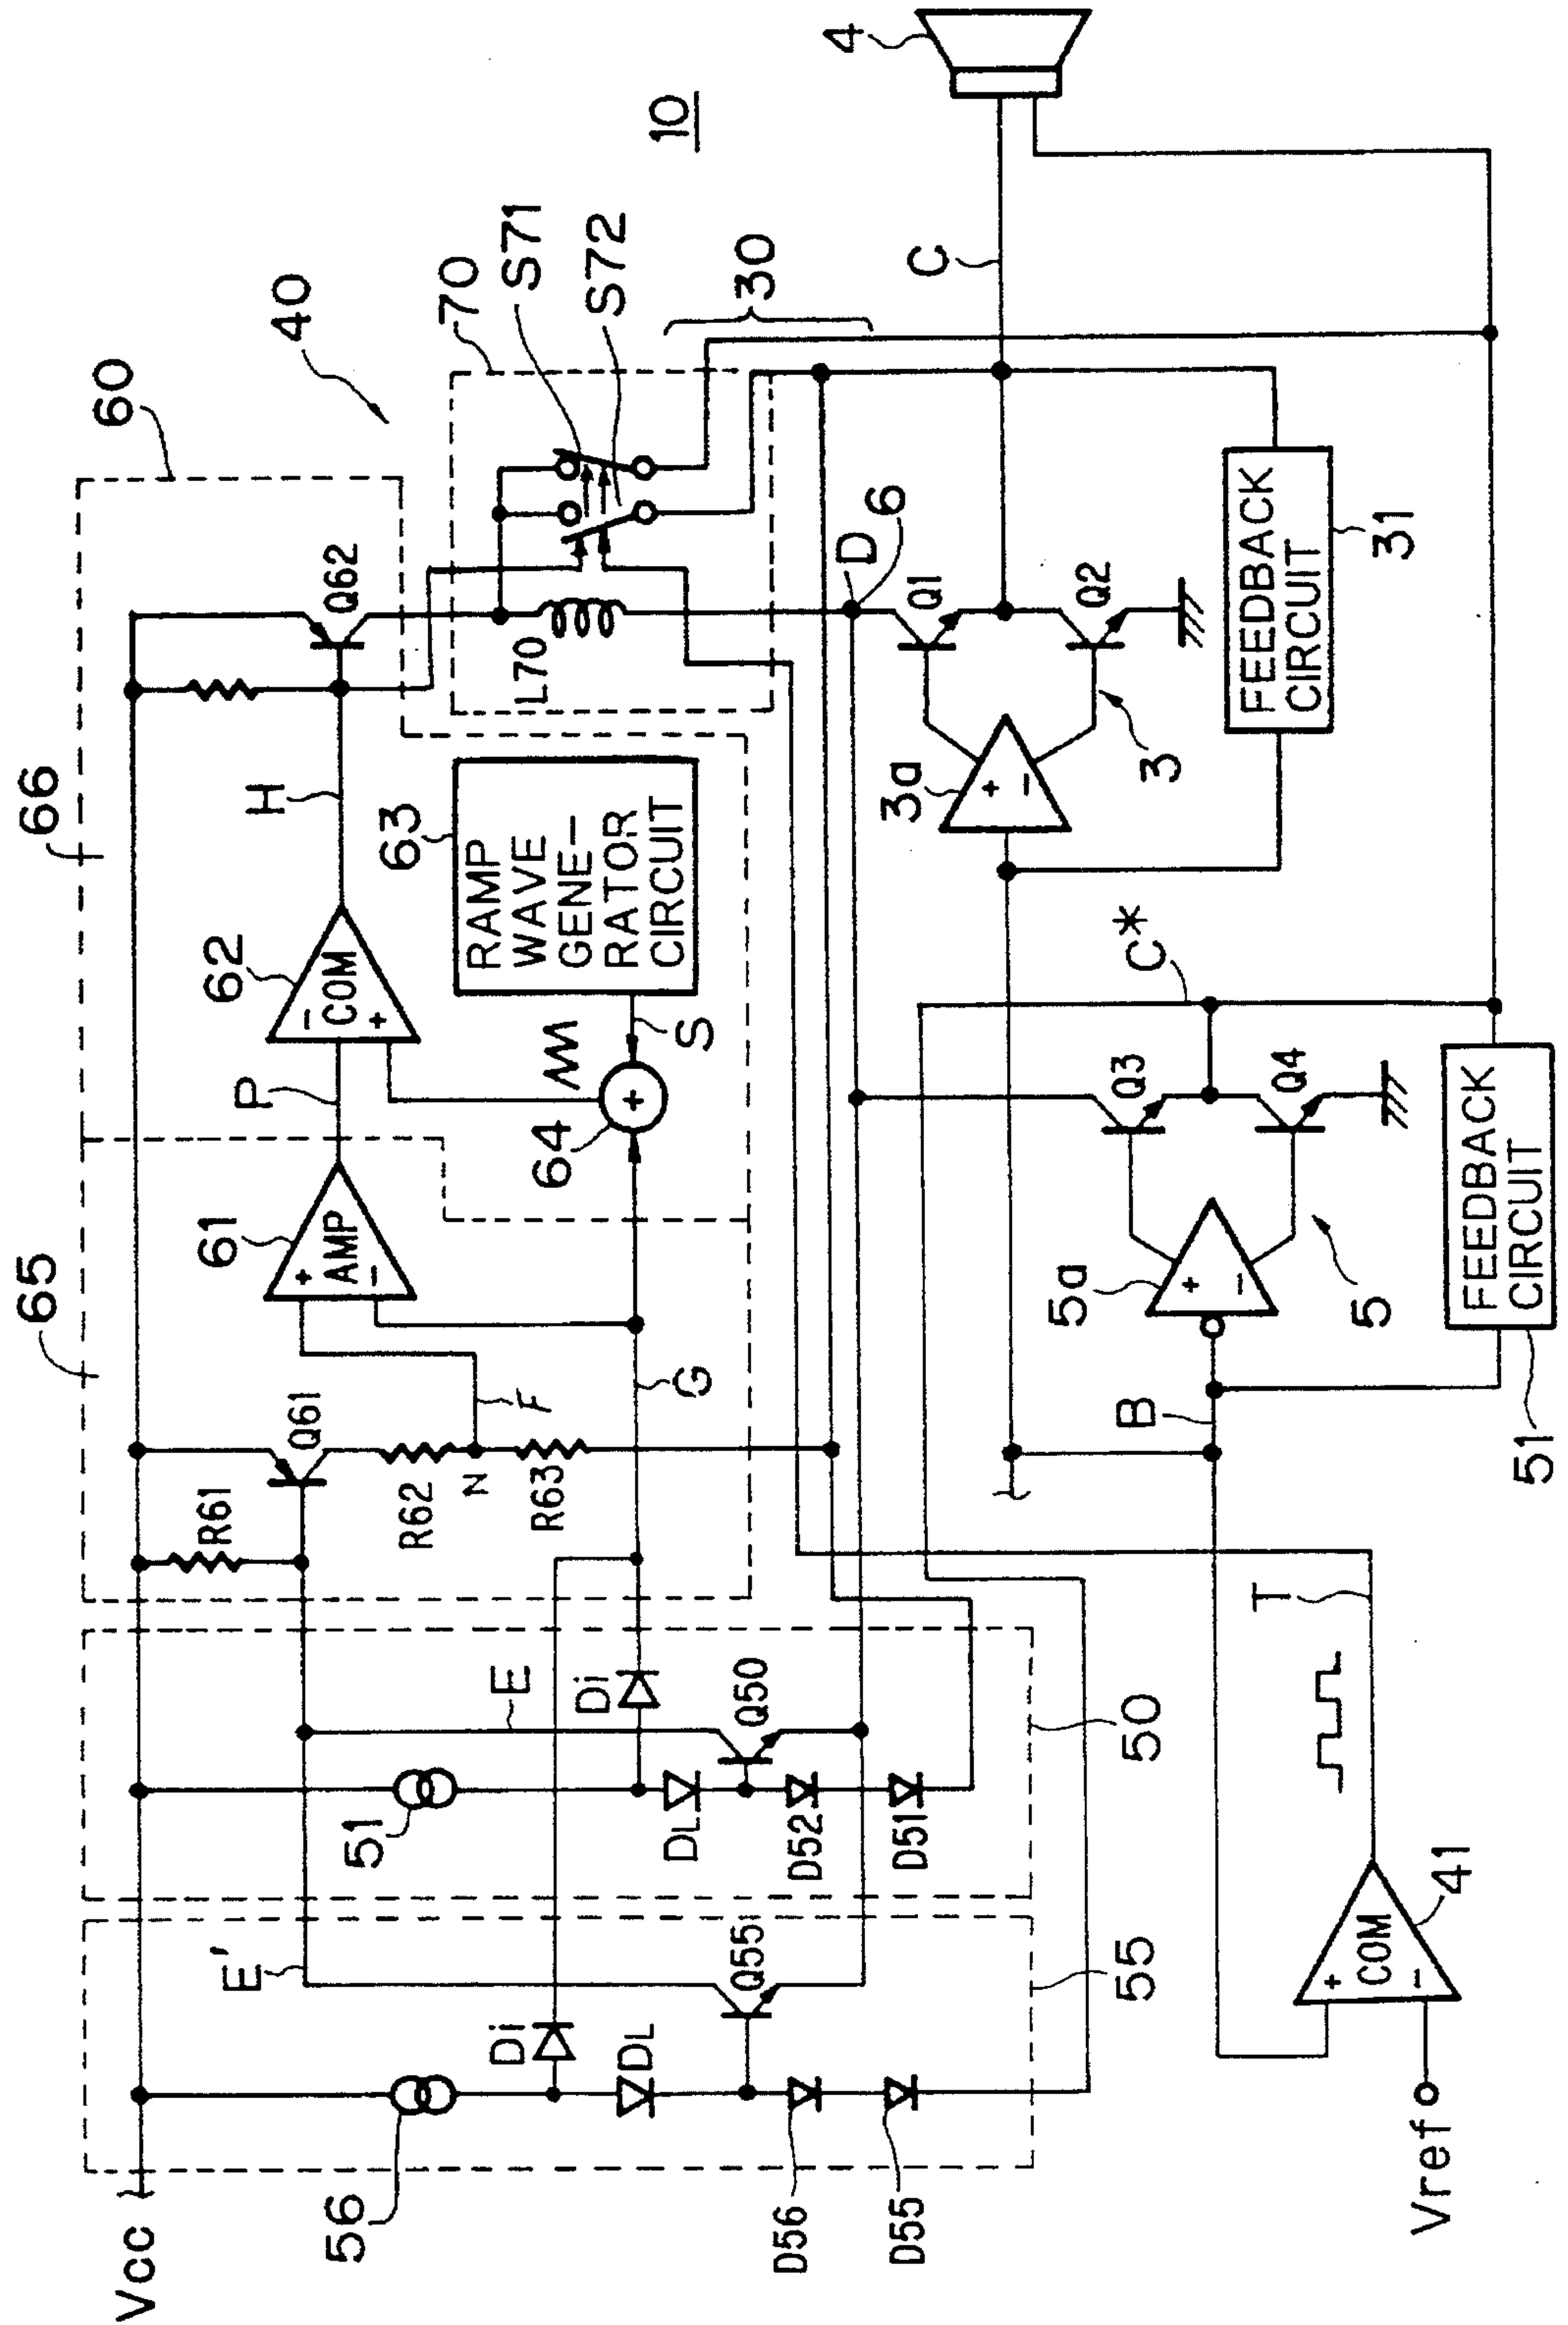 10
4
40
60
66
65
70
S71
S72
30
C
Q62
H
62
COM
−
+
P
61
AMP
+
−
63
RAMP
WAVE
GENE-
RATOR
CIRCUIT
S
64
+
L70
D
6
Q1
Q2
3a
+
−
3
FEEDBACK
CIRCUIT
31
C*
Q3
Q4
5a
+
−
5
FEEDBACK
CIRCUIT
51
B
R61
Q61
R62
N
R63
F
G
E
Di
Q50
51
DL
D52
D51
50
E'
Di
DL
Q55
56
D56
D55
55
Vcc
T
41
COM
+
−
Vref